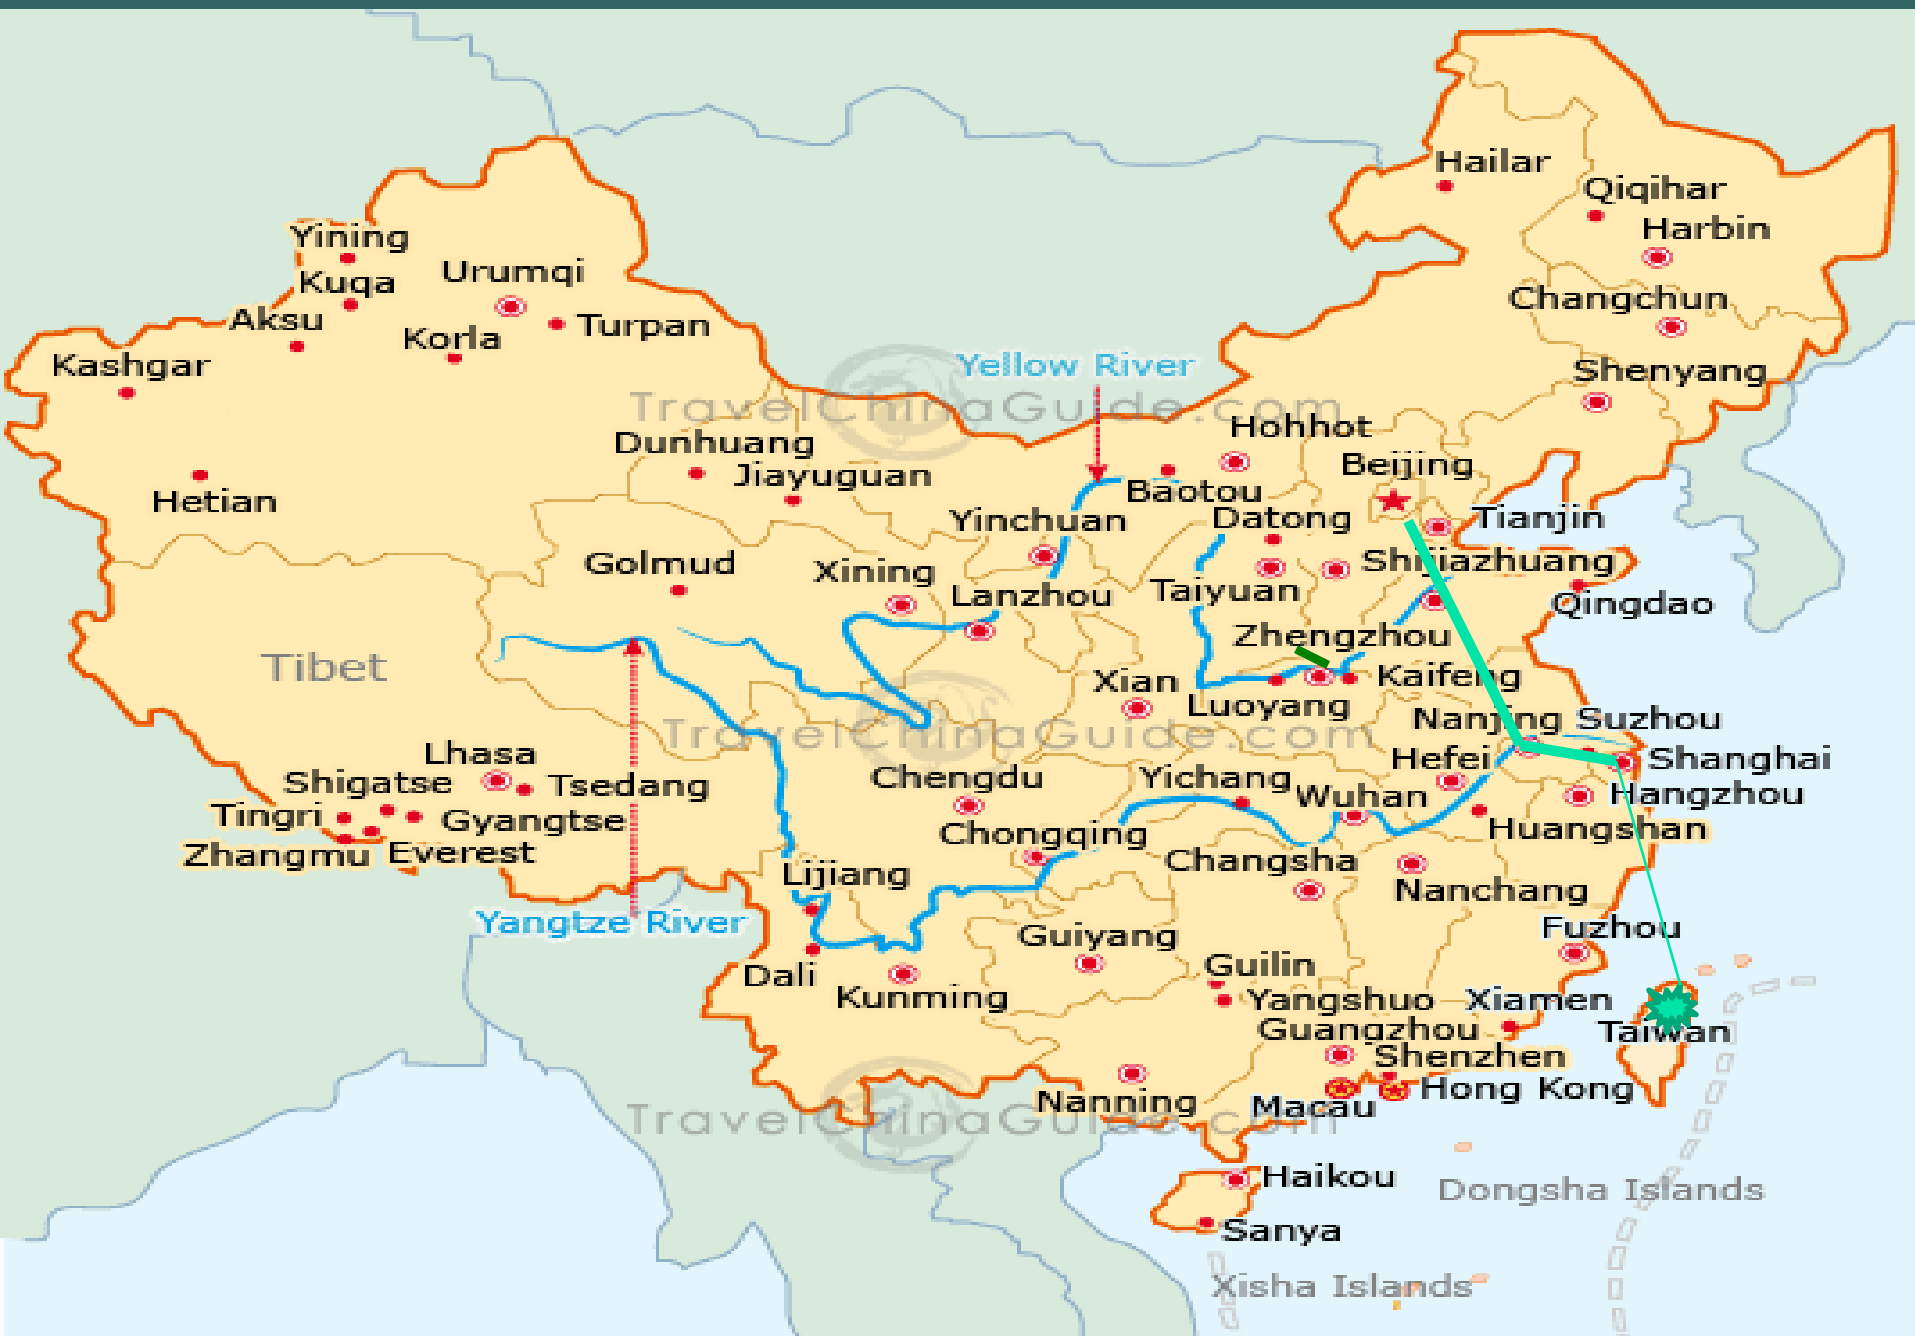 Hailar
Qiqihar
Harbin
Yining
Urumqi
Kuqa
Changchun
Aksu
Turpan
Korla
Kashgar
Yellow River
Shenyang
TravelChinaGuide.com
Hohhot
Dunhuang
Beijing
Jiayuguan
Baotou
Hetian
Yinchuan
Datong
Tianjin
Golmud
Xining
Shijiazhuang
Lanzhou
Taiyuan
Qingdao
Zhengzhou
Tibet
Xian
Kaifeng
Luoyang
Nanjing
Suzhou
TravelChinaGuide.com
Lhasa
Hefei
Shanghai
Shigatse
Tsedang
Chengdu
Yichang
Wuhan
Hangzhou
Tingri
Gyangtse
Chongqing
Huangshan
Zhangmu
Everest
Changsha
Lijiang
Nanchang
Yangtze River
Fuzhou
Guiyang
Guilin
Dali
Kunming
Yangshuo
Xiamen
Guangzhou
Taiwan
Shenzhen
Hong Kong
Nanning
Macau
TravelChinaGuide.com
Haikou
Dongsha Islands
Sanya
Xisha Islands